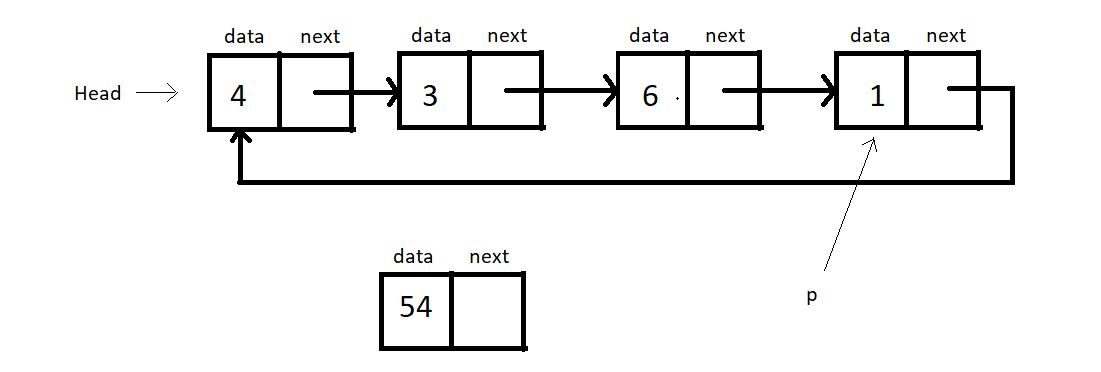 data next data next data next data next
Head 4 3 6 1
data next
54
p